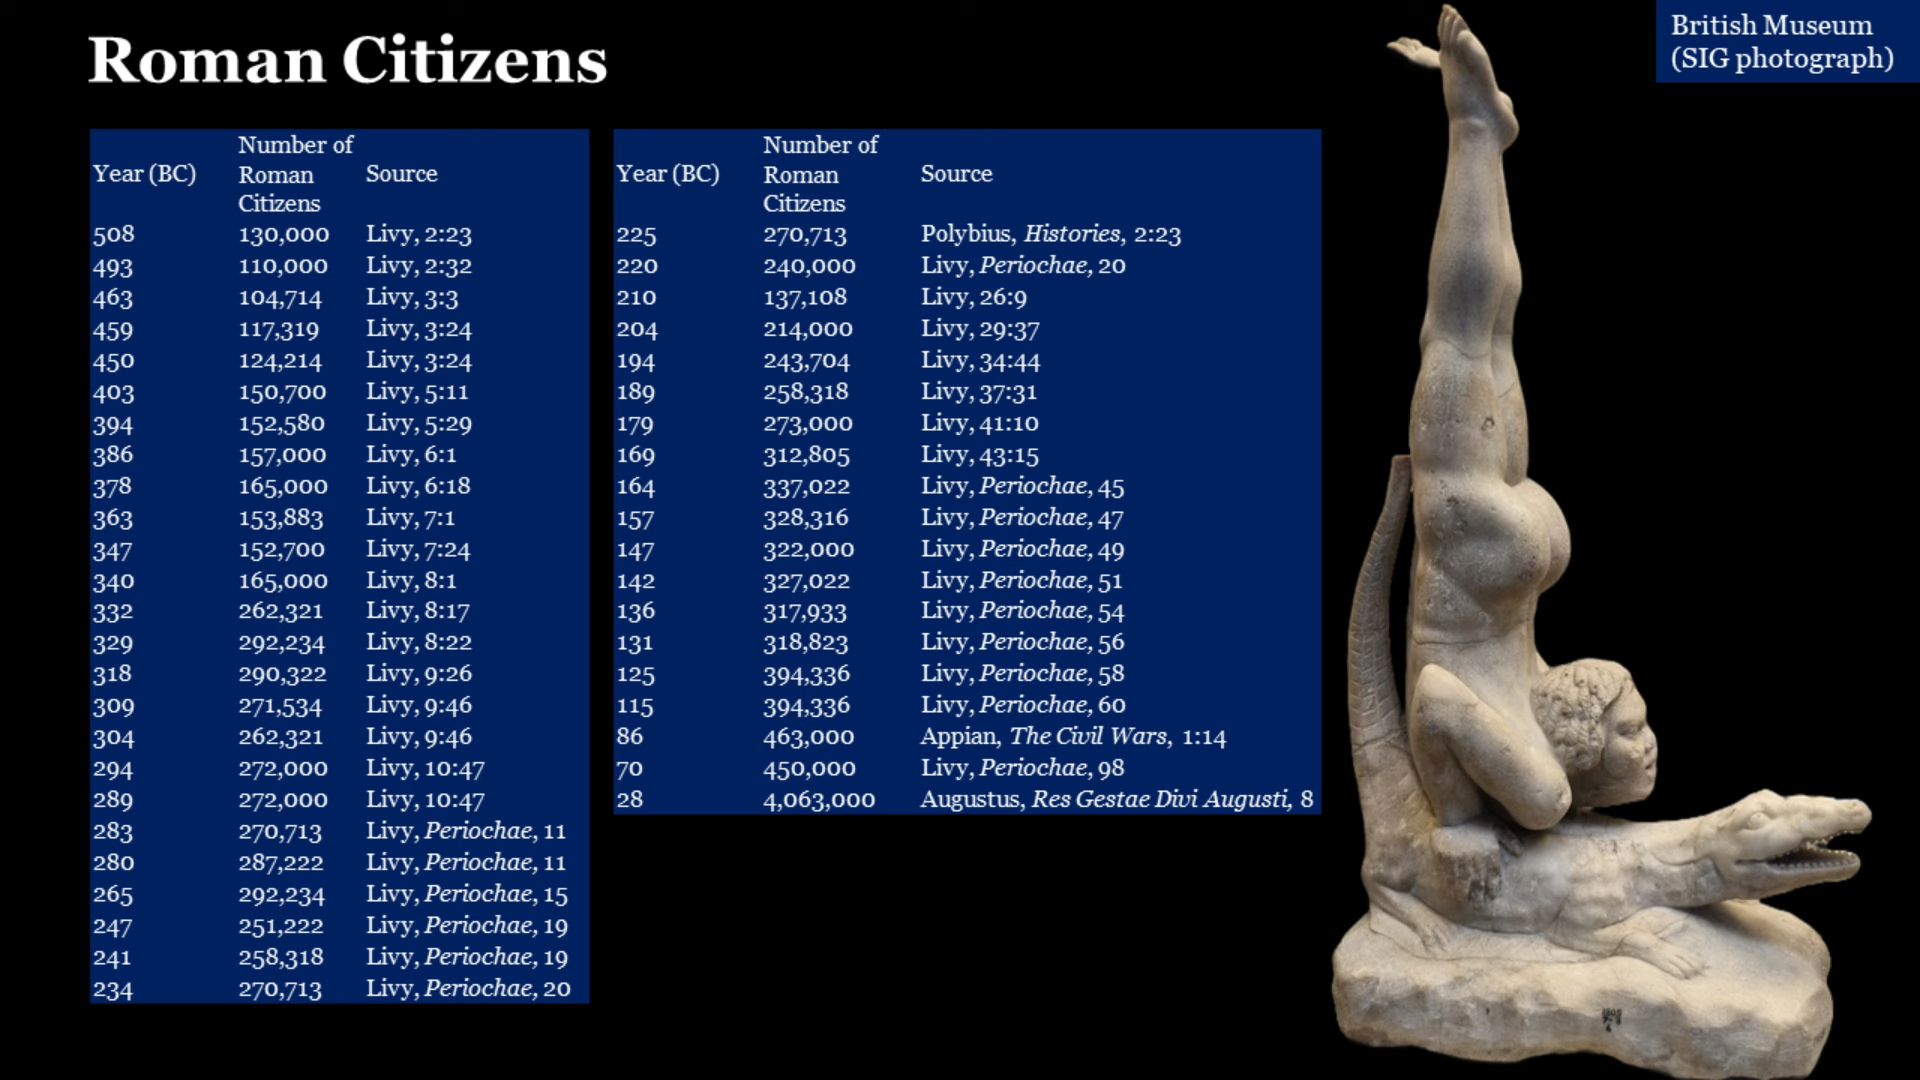 Roman Citizens
British Museum
(SIG photograph)
Year (BC) Number of Roman Citizens Source
508 130,000 Livy, 2:23
493 110,000 Livy, 2:32
463 104,714 Livy, 3:3
459 117,319 Livy, 3:24
450 124,214 Livy, 3:24
403 150,700 Livy, 5:11
394 152,580 Livy, 5:29
386 157,000 Livy, 6:1
378 165,000 Livy, 6:18
363 153,883 Livy, 7:1
347 152,700 Livy, 7:24
340 165,000 Livy, 8:1
332 262,321 Livy, 8:17
329 292,234 Livy, 8:22
318 290,322 Livy, 9:26
309 271,534 Livy, 9:46
304 262,321 Livy, 9:46
294 272,000 Livy, 10:47
289 272,000 Livy, 10:47
283 270,713 Livy, Periochae, 11
280 287,222 Livy, Periochae, 11
265 292,234 Livy, Periochae, 15
247 251,222 Livy, Periochae, 19
241 258,318 Livy, Periochae, 19
234 270,713 Livy, Periochae, 20
Year (BC) Number of Roman Citizens Source
225 270,713 Polybius, Histories, 2:23
220 240,000 Livy, Periochae, 20
210 137,108 Livy, 26:9
204 214,000 Livy, 29:37
194 243,704 Livy, 34:44
189 258,318 Livy, 37:31
179 273,000 Livy, 41:10
169 312,805 Livy, 43:15
164 337,022 Livy, Periochae, 45
157 328,316 Livy, Periochae, 47
147 322,000 Livy, Periochae, 49
142 327,022 Livy, Periochae, 51
136 317,933 Livy, Periochae, 54
131 318,823 Livy, Periochae, 56
125 394,336 Livy, Periochae, 58
115 394,336 Livy, Periochae, 60
86 463,000 Appian, The Civil Wars, 1:14
70 450,000 Livy, Periochae, 98
28 4,063,000 Augustus, Res Gestae Divi Augusti, 8